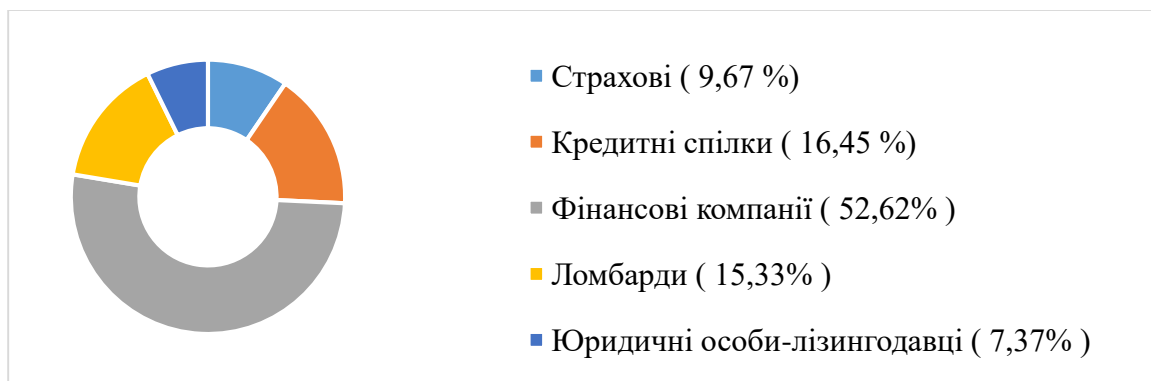 Страхові ( 9,67 %)
Кредитні спілки ( 16,45 %)
Фінансові компанії ( 52,62% )
Ломбарди ( 15,33% )
Юридичні особи-лізингодавці ( 7,37% )